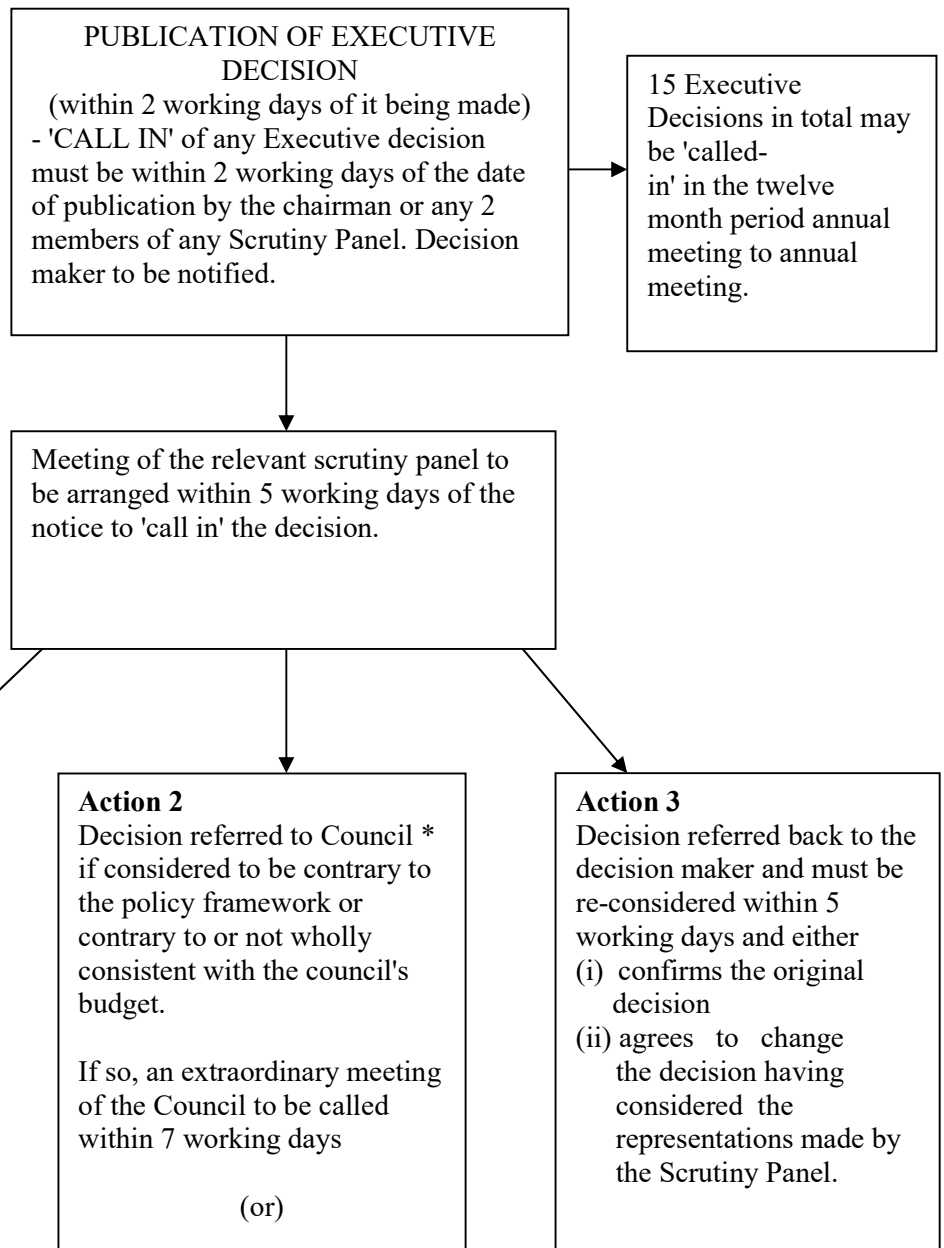 PUBLICATION OF EXECUTIVE
DECISION
(within 2 working days of it being made)
- 'CALL IN' of any Executive decision
must be within 2 working days of the date
of publication by the chairman or any 2
members of any Scrutiny Panel. Decision
maker to be notified.
15 Executive
Decisions in total may
be 'called-
in' in the twelve
month period annual
meeting to annual
meeting.
Meeting of the relevant scrutiny panel to
be arranged within 5 working days of the
notice to 'call in' the decision.
Action 2
Decision referred to Council *
if considered to be contrary to
the policy framework or
contrary to or not wholly
consistent with the council's
budget.
If so, an extraordinary meeting
of the Council to be called
within 7 working days
(or)
Action 3
Decision referred back to the
decision maker and must be
re-considered within 5
working days and either
(i) confirms the original
decision
(ii) agrees to change
the decision having
considered the
representations made by
the Scrutiny Panel.